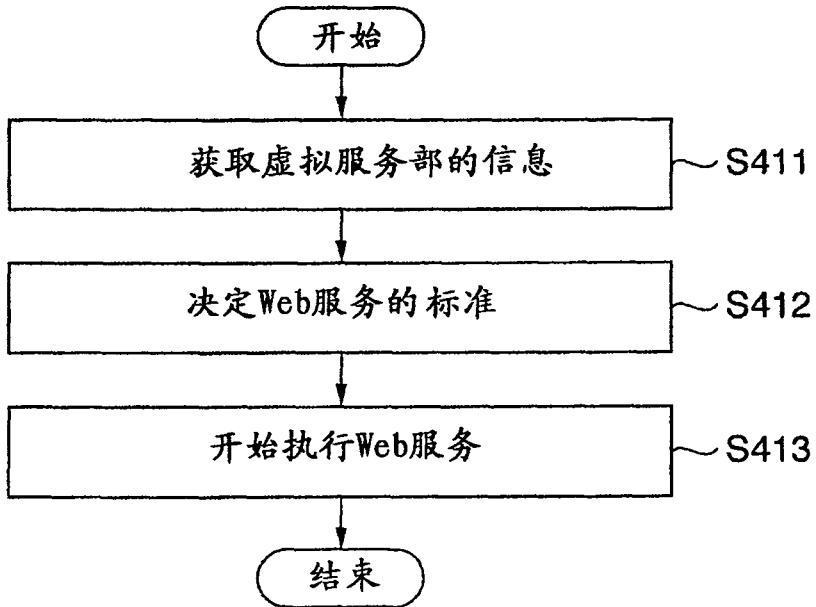 开始
获取虚拟服务部的信息
S411
决定Web服务的标准
S412
开始执行Web服务
S413
结束